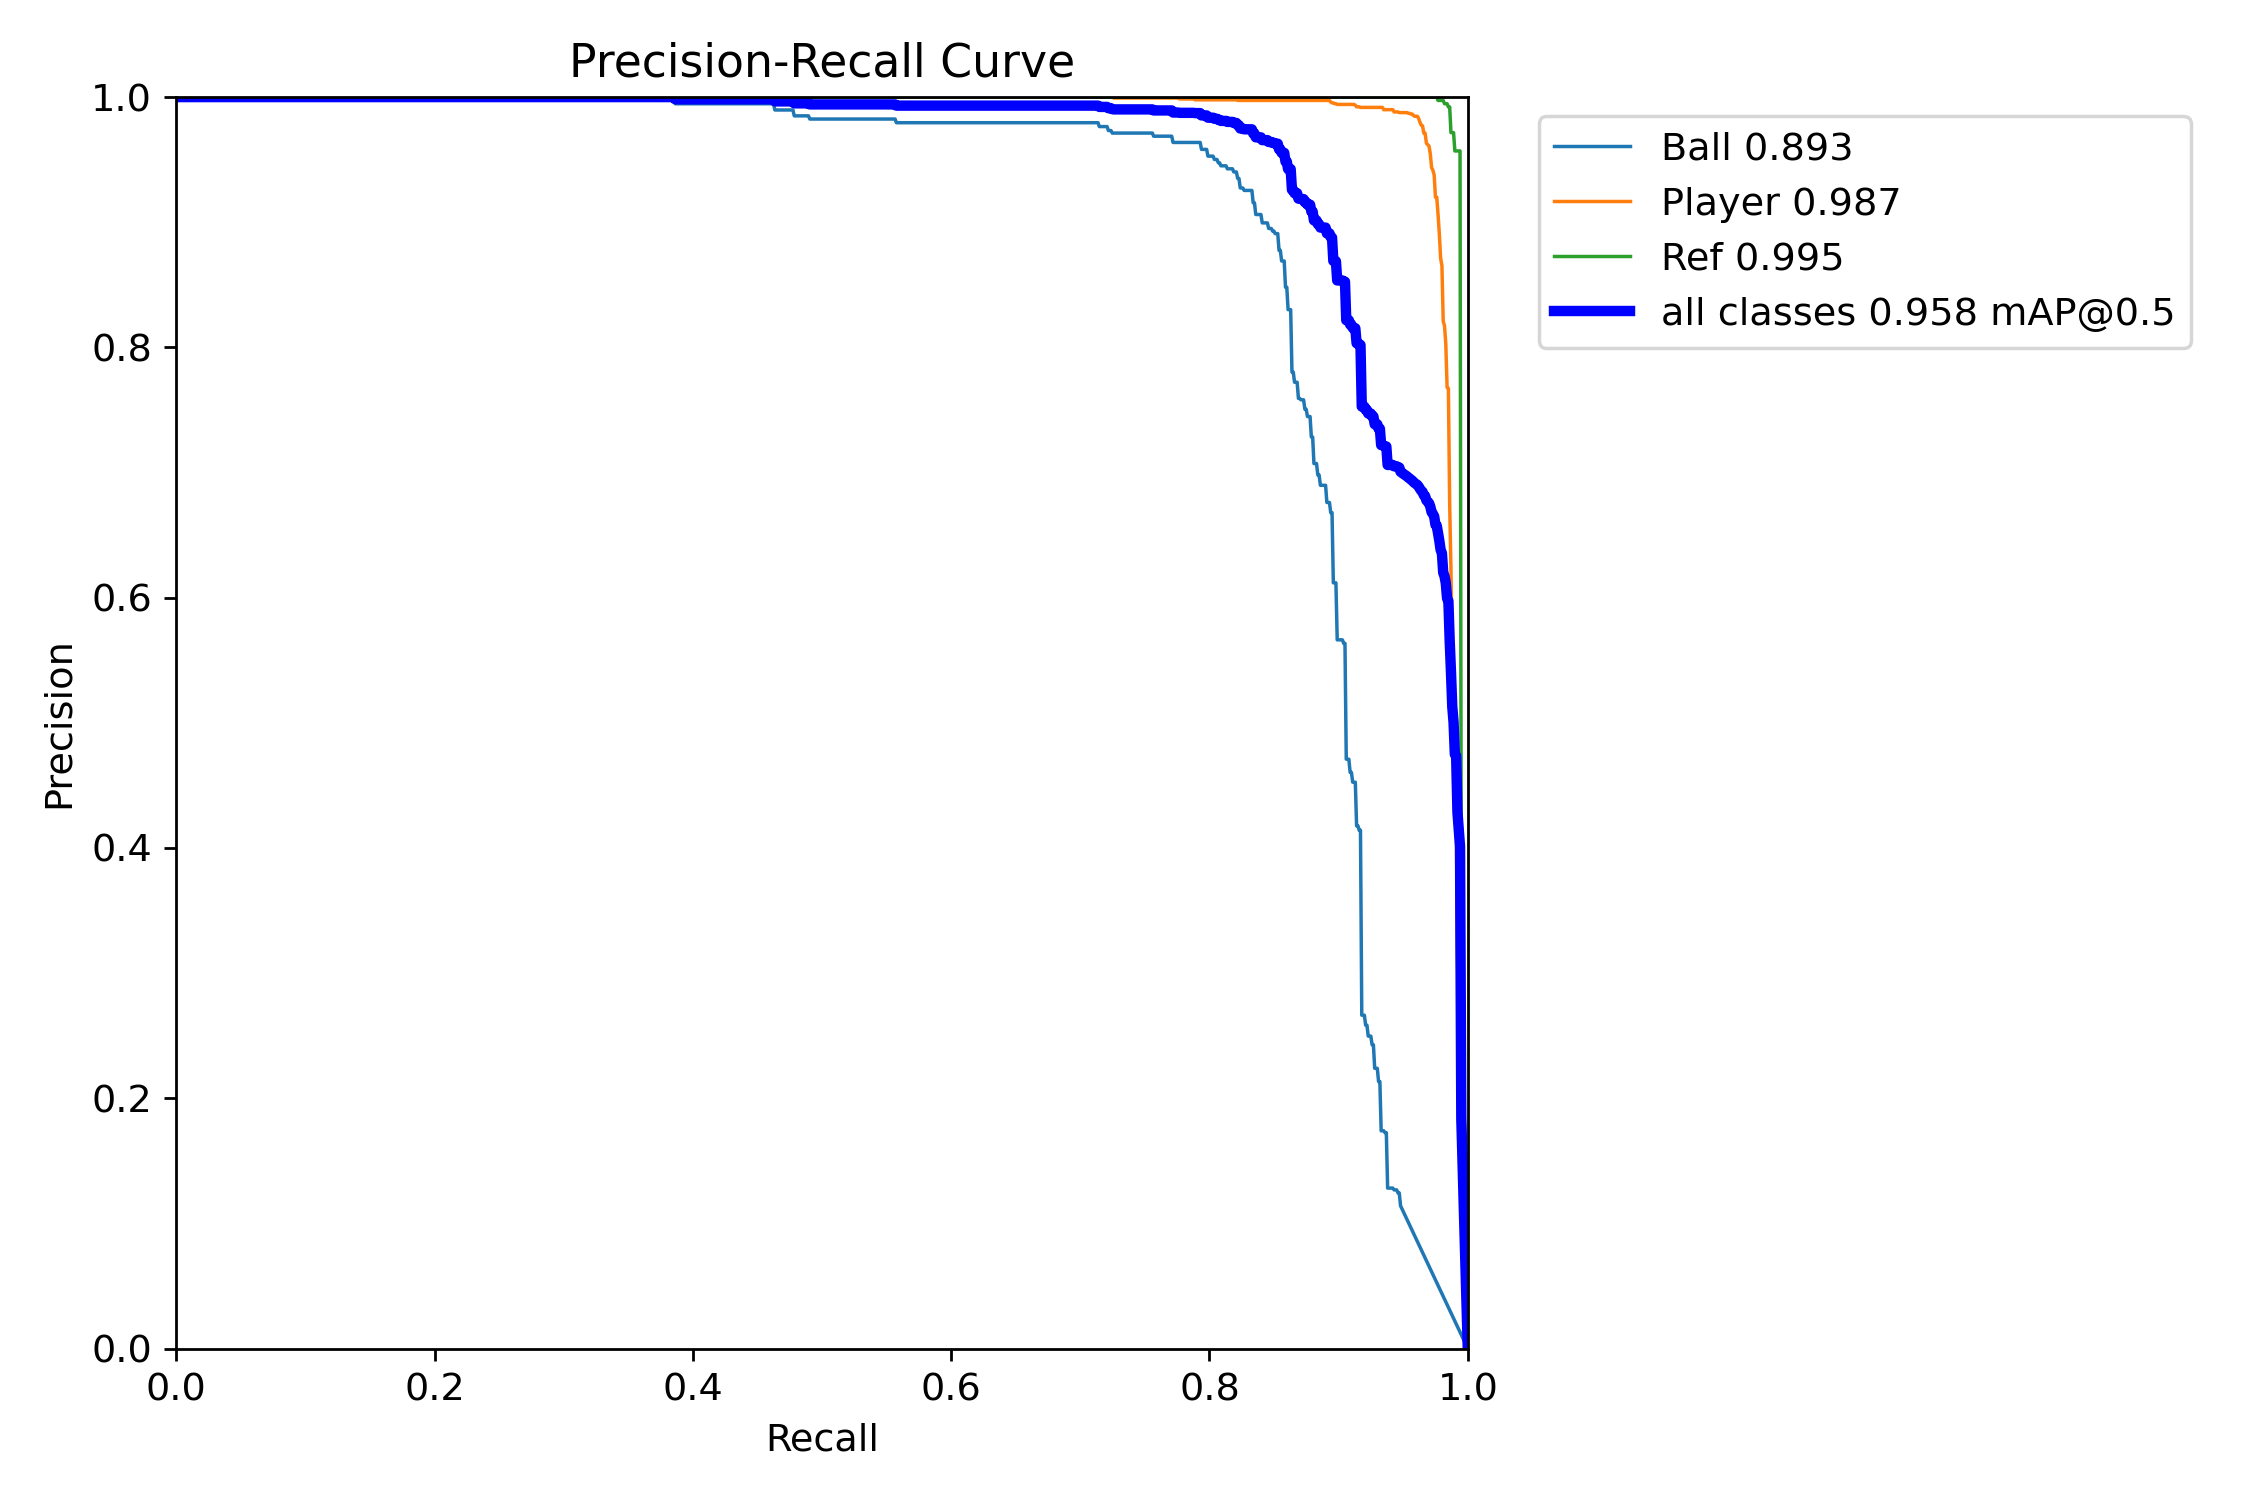 Precision-Recall Curve
1.0
0.8
0.6
0.4
0.2
0.0
Precision
0.0 0.2 0.4 0.6 0.8 1.0
Recall
Ball 0.893
Player 0.987
Ref 0.995
all classes 0.958 mAP@0.5